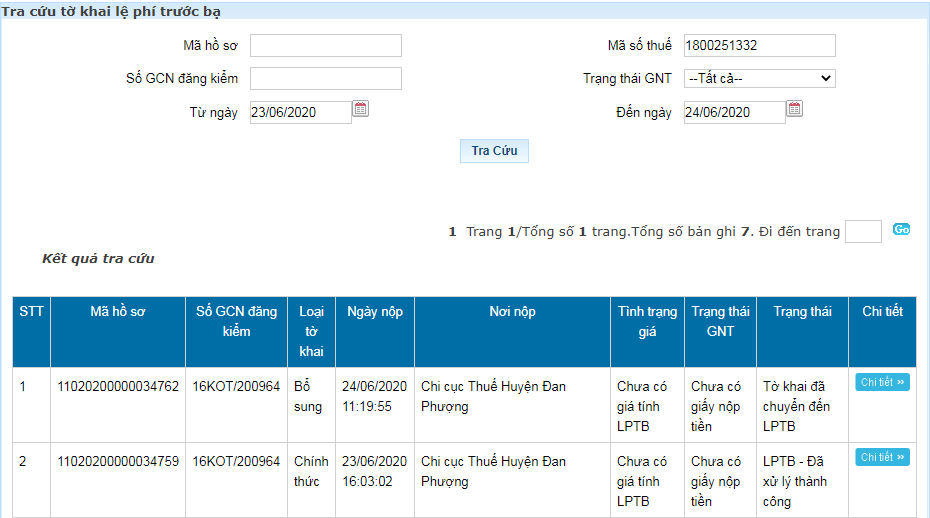 Tra cứu tờ khai lệ phí trước bạ
Mã hồ sơ Mã số thuế 1800251332
Số GCN đăng kiểm Trạng thái GNT --Tất cả--
Từ ngày 23/06/2020 Đến ngày 24/06/2020
Tra Cứu
1 Trang 1/Tổng số 1 trang.Tổng số bản ghi 7. Đi đến trang Go
Kết quả tra cứu
STT Mã hồ sơ Số GCN đăng Loại Ngày nộp Nơi nộp Tình trạng Trạng thái Trạng thái Chi tiết
kiểm tờ giá GNT
khai
1 11020200000034762 16KOT/200964 Bổ 24/06/2020 Chi cục Thuế Huyện Đan Chưa có Chưa có Tờ khai đã Chi tiết »
sung 11:19:55 Phượng giá tính giấy nộp chuyển đến
LPTB tiền LPTB
2 11020200000034759 16KOT/200964 Chính 23/06/2020 Chi cục Thuế Huyện Đan Chưa có Chưa có LPTB - Đã Chi tiết »
thức 16:03:02 Phượng giá tính giấy nộp xử lý thành
LPTB tiền công